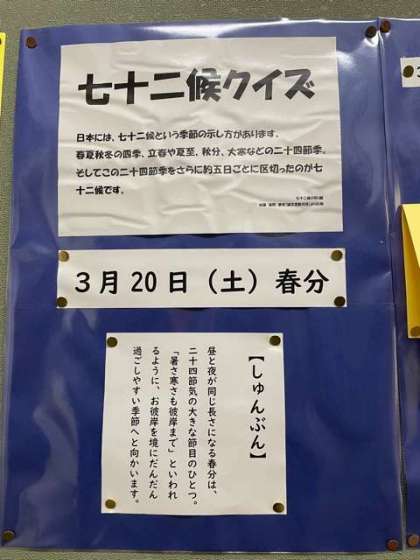 七十二候クイズ
日本には、七十二候という季節の示し方があります。
春夏秋冬の四季、立春や夏至、秋分、大寒などの二十四節季。
そしてこの二十四節季をさらに約五日ごとに区切ったのが七
十二候です。
3月20日（土）春分
【しゅんぶん】
昼と夜が同じ長さになる春分は、
二十四節気の大きな節目のひとつ。
「暑さ寒さも彼岸まで」といわれ
るように、お彼岸を境にだんだん
過ごしやすい季節へと向かいます。